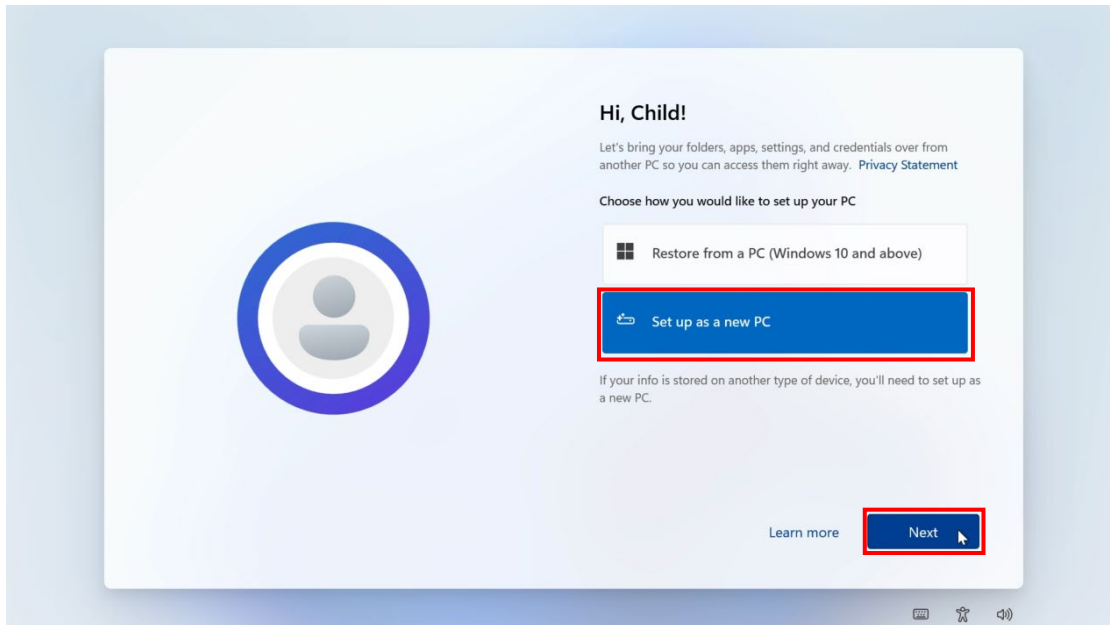 Hi, Child!
Let's bring your folders, apps, settings, and credentials over from
another PC so you can access them right away. Privacy Statement
Choose how you would like to set up your PC
Restore from a PC (Windows 10 and above)
Set up as a new PC
If your info is stored on another type of device, you'll need to set up as
a new PC.
Learn more Next